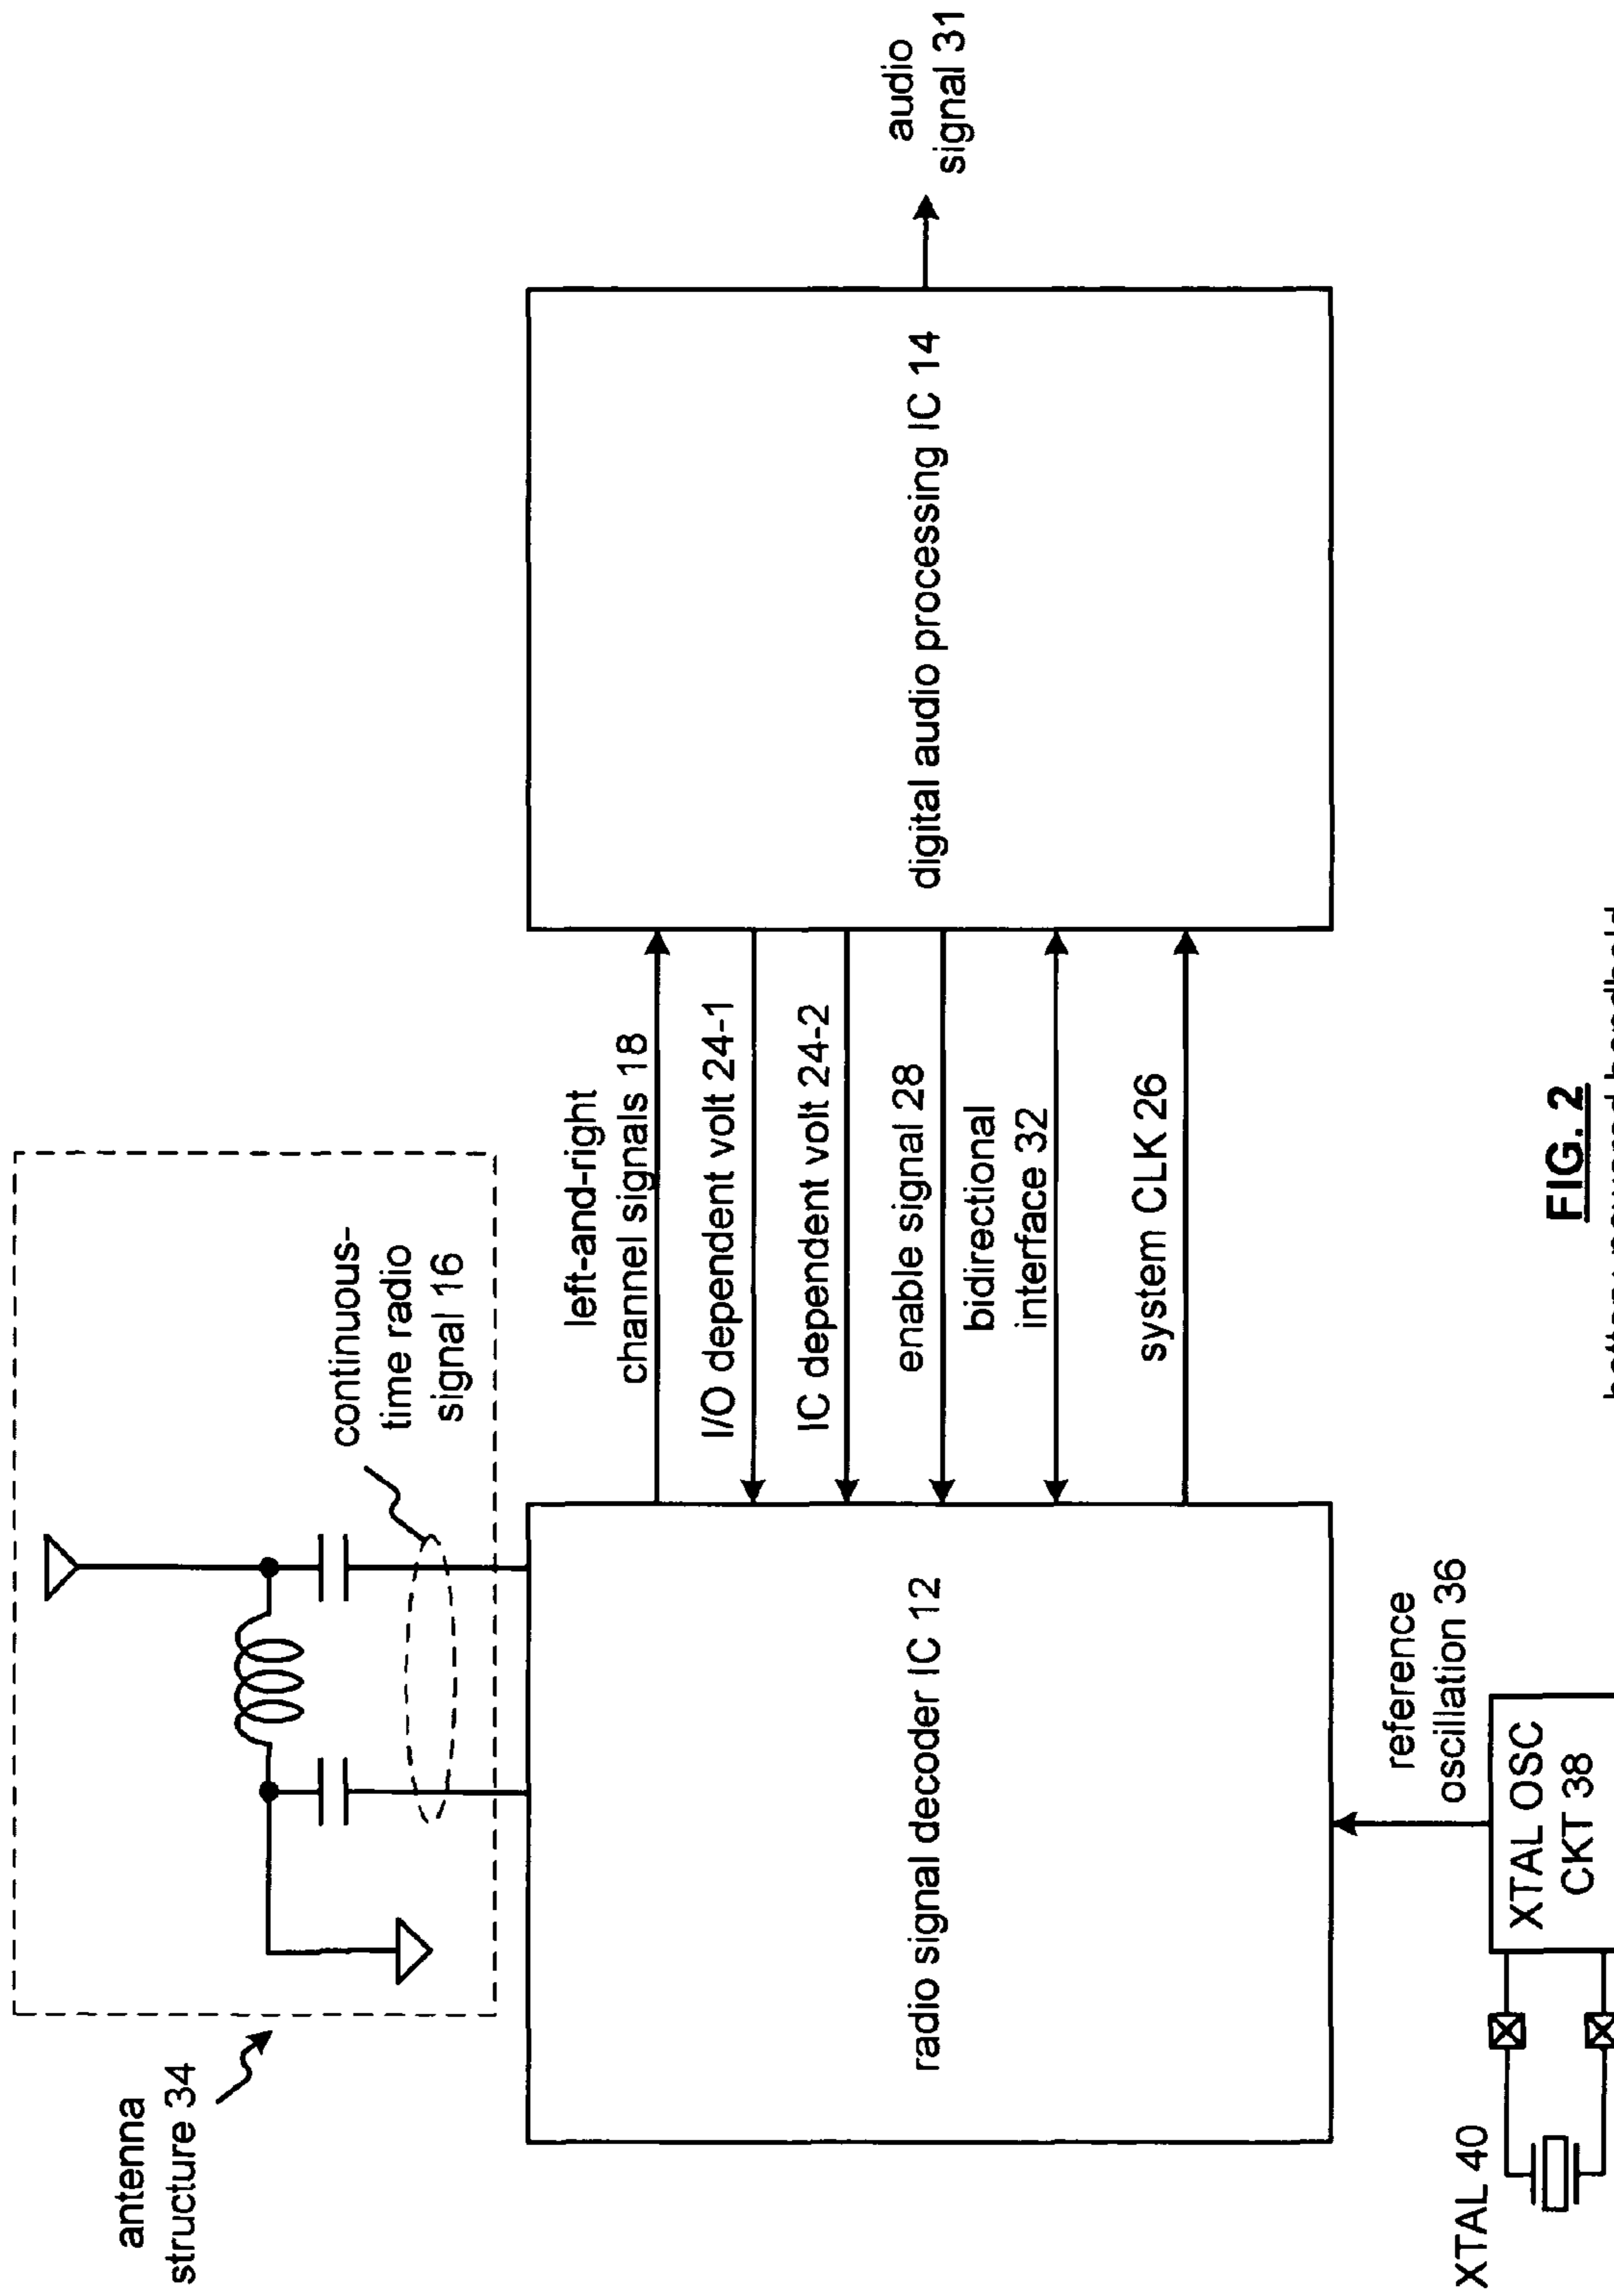 antenna
structure 34
continuous-
time radio
signal 16
left-and-right
channel signals 18
I/O dependent volt 24-1
IC dependent volt 24-2
enable signal 28
bidirectional
interface 32
system CLK 26
radio signal decoder IC 12
digital audio processing IC 14
audio
signal 31
reference
oscillation 36
XTAL OSC
CKT 38
XTAL 40
FIG. 2